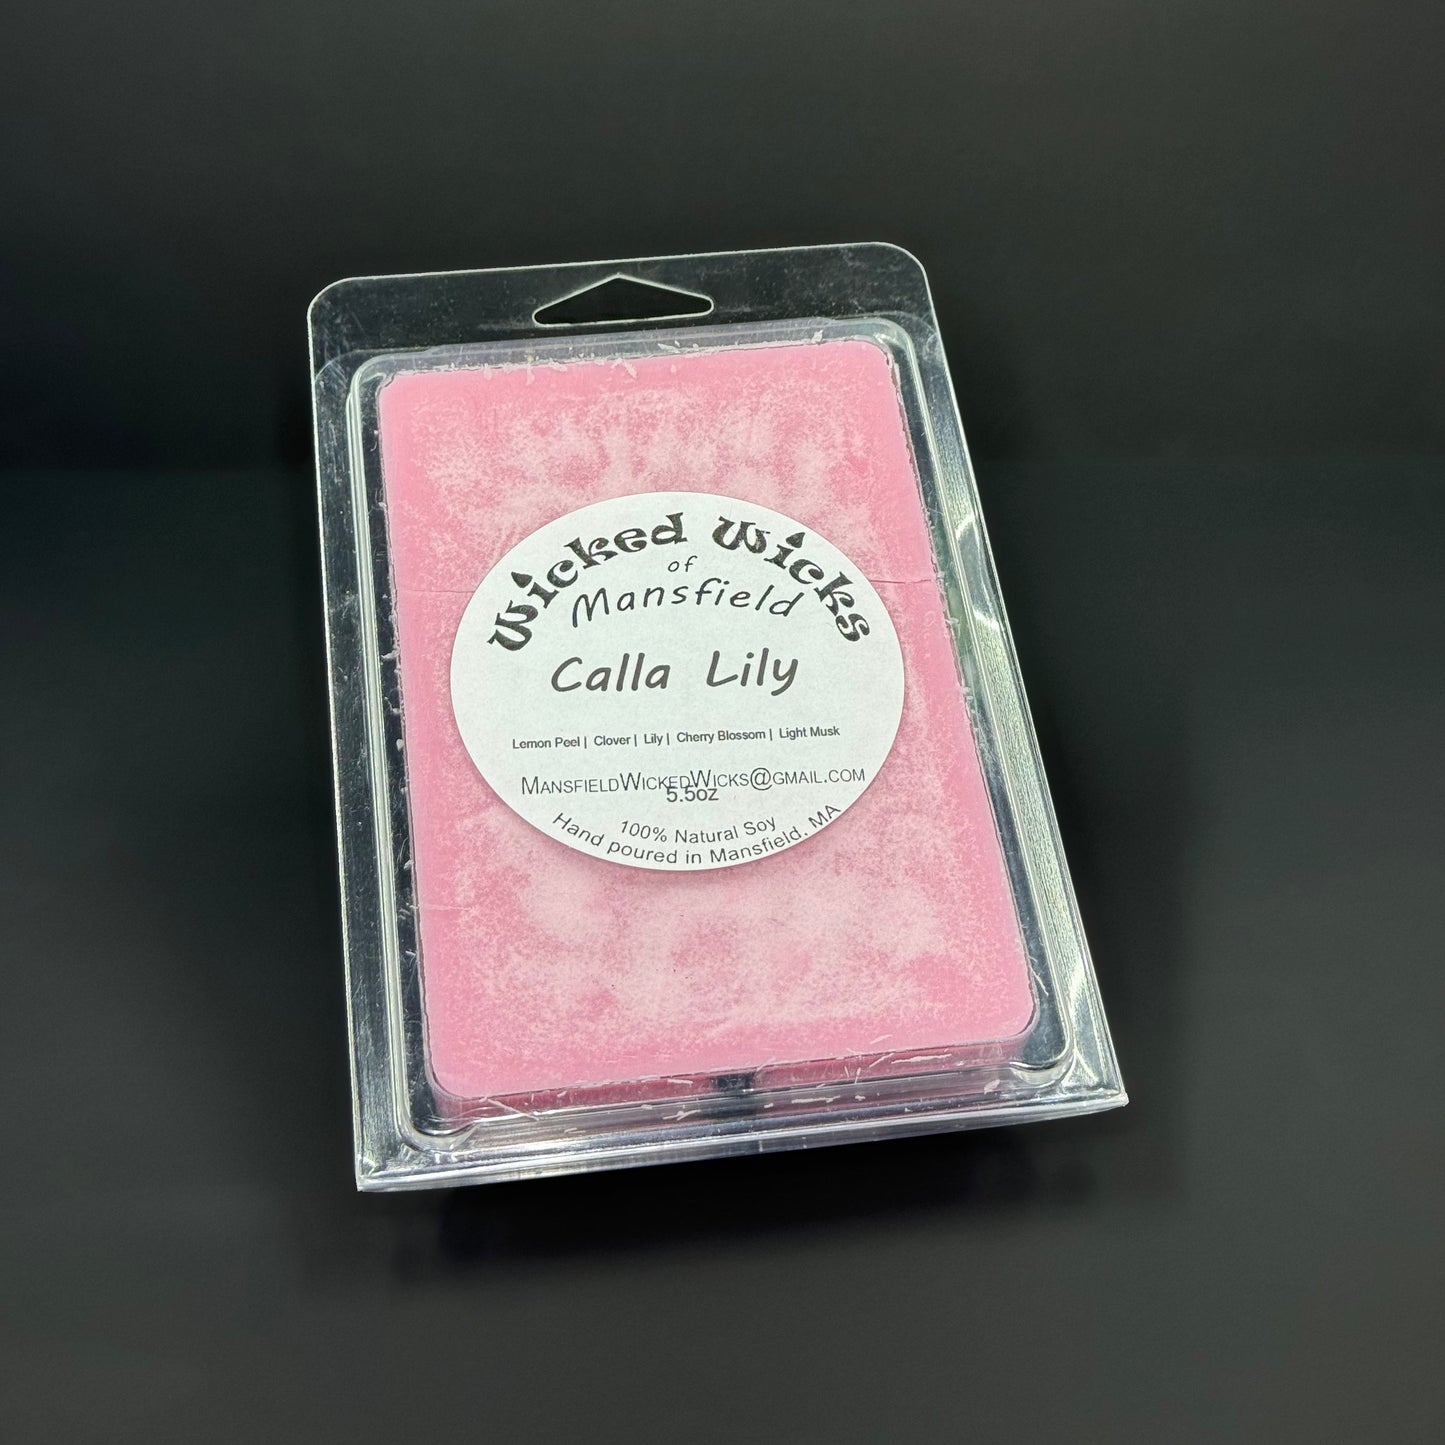 Wicked Wicks
of
Mansfield
Calla Lily
Lemon Peel | Clover | Lily | Cherry Blossom | Light Musk
MansfieldWickedWicks@gmail.com
5.5oz
100% Natural Soy
Hand poured in Mansfield, MA